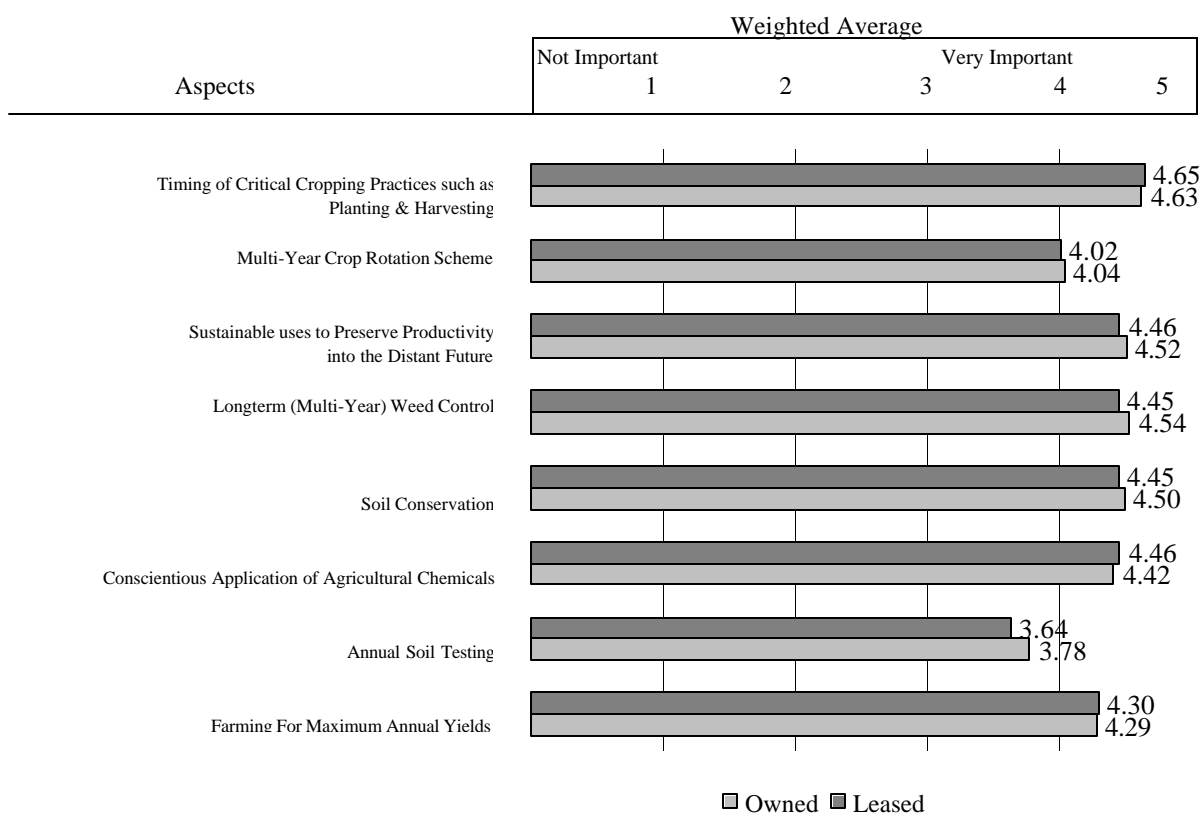 Weighted Average
Not Important Very Important
Aspects 1 2 3 4 5
Timing of Critical Cropping Practices such as
Planting & Harvesting
4.65
4.63
Multi-Year Crop Rotation Scheme
4.02
4.04
Sustainable uses to Preserve Productivity
into the Distant Future
4.46
4.52
Longterm (Multi-Year) Weed Control
4.45
4.54
Soil Conservation
4.45
4.50
Conscientious Application of Agricultural Chemicals
4.46
4.42
Annual Soil Testing
3.64
3.78
Farming For Maximum Annual Yields
4.30
4.29
Owned Leased